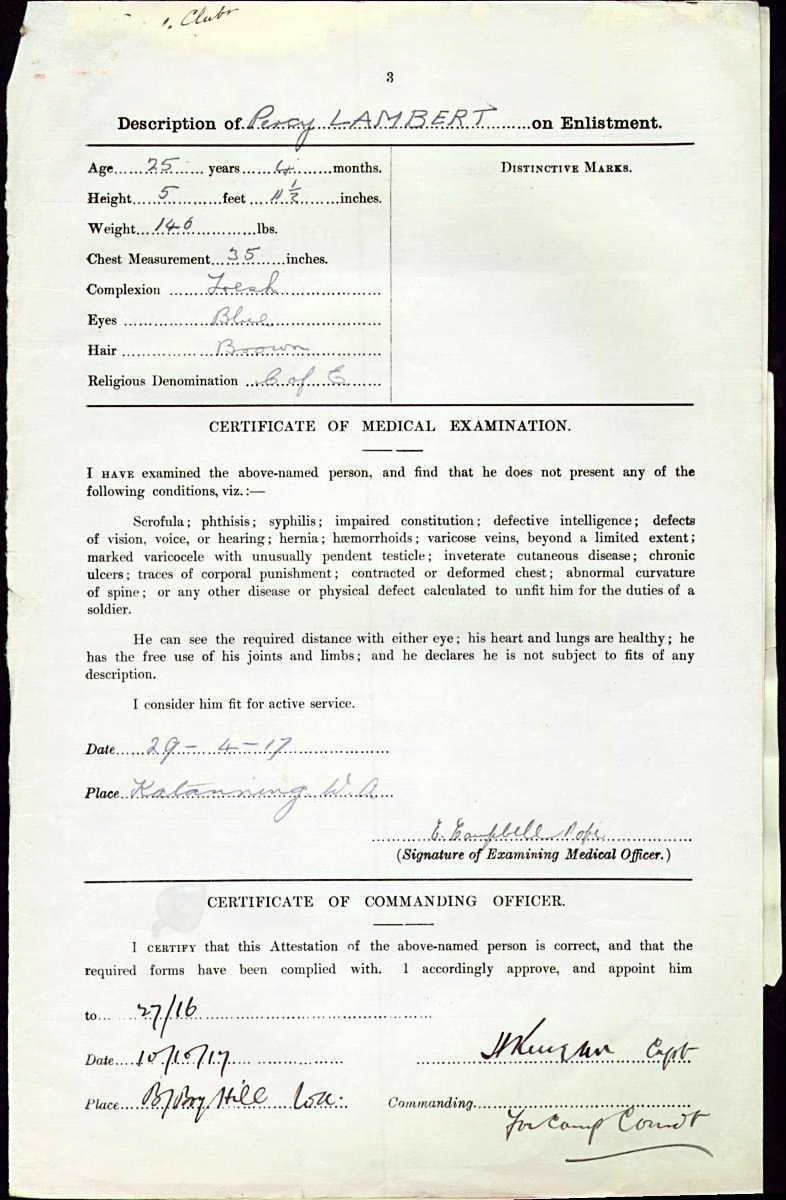 3
Description of Percy LAMBERT on Enlistment.
Age 25 years 4 months.
Height 5 feet 11 ½ inches.
Weight 146 lbs.
Chest Measurement 35 inches.
Complexion Fresh
Eyes Blue
Hair Brown
Religious Denomination C of E
DISTINCTIVE MARKS.
CERTIFICATE OF MEDICAL EXAMINATION.
I HAVE examined the above-named person, and find that he does not present any of the
following conditions, viz.:—
Scrofula; phthisis; syphilis; impaired constitution; defective intelligence; defects
of vision, voice, or hearing; hernia; hæmorrhoids; varicose veins, beyond a limited extent;
marked varicocele with unusually pendent testicle; inveterate cutaneous disease; chronic
ulcers; traces of corporal punishment; contracted or deformed chest; abnormal curvature
of spine; or any other disease or physical defect calculated to unfit him for the duties of a
soldier.
He can see the required distance with either eye; his heart and lungs are healthy; he
has the free use of his joints and limbs; and he declares he is not subject to fits of any
description.
I consider him fit for active service.
Date 29-4-17
Place Katanning W A
E. Campbell Pope
(Signature of Examining Medical Officer.)
CERTIFICATE OF COMMANDING OFFICER.
I CERTIFY that this Attestation of the above-named person is correct, and that the
required forms have been complied with. I accordingly approve, and appoint him
to 27/16
Date 10/10/17
Capt
Place B/Boy Hill WA.
Commanding
for Camp Comdt